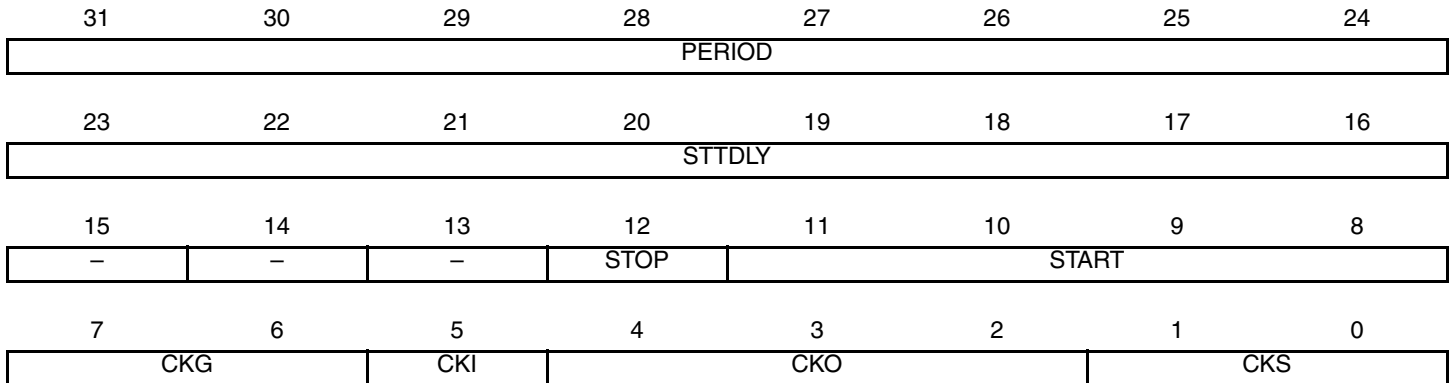 31 30 29 28 27 26 25 24
PERIOD
23 22 21 20 19 18 17 16
STTDLY
15 14 13 12 11 10 9 8
– – – STOP START
7 6 5 4 3 2 1 0
CKG CKI CKO CKS